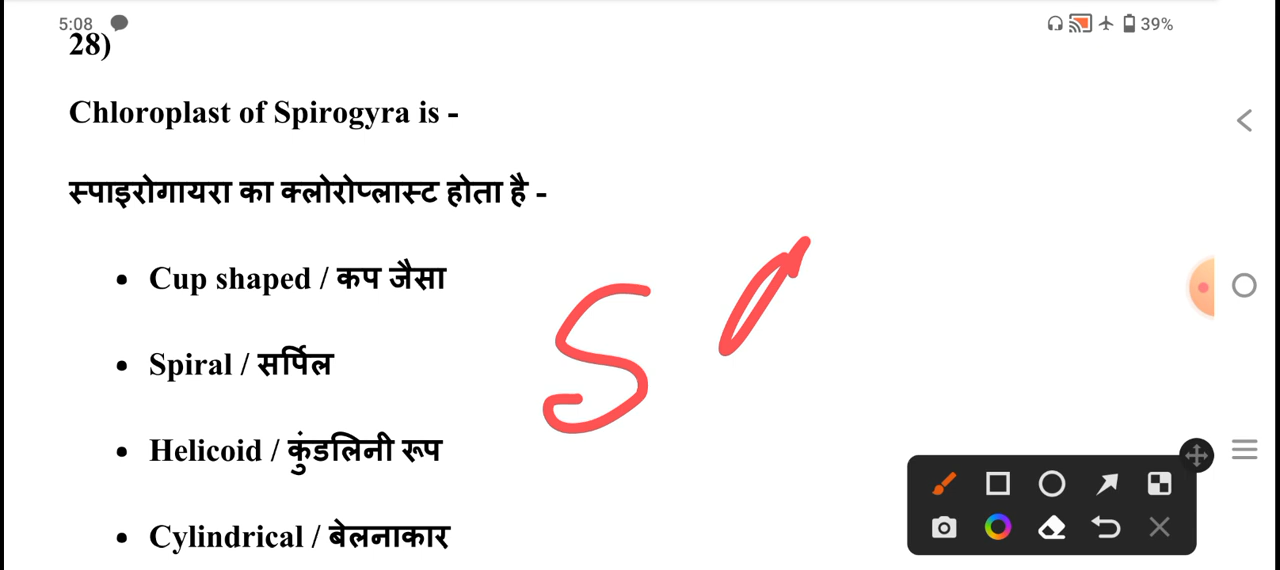 5:08
39%
28)
Chloroplast of Spirogyra is -
स्पाइरोगायरा का क्लोरोप्लास्ट होता है -
• Cup shaped / कप जैसा
• Spiral / सर्पिल
• Helicoid / कुंडलिनी रूप
• Cylindrical / बेलनाकार
S